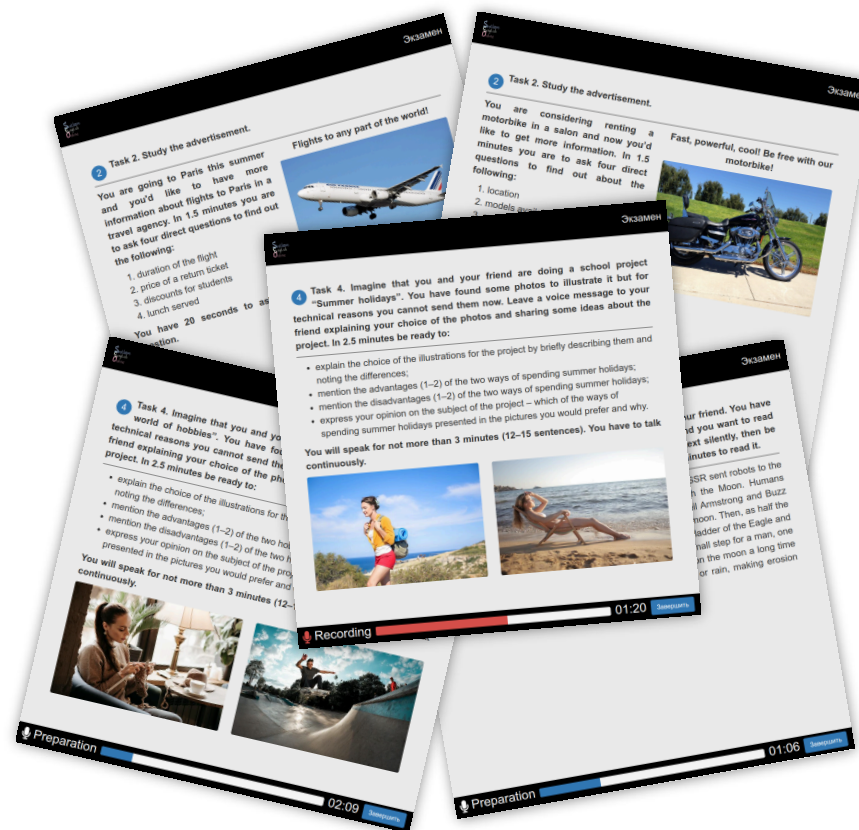 Экзамен
2 Task 2. Study the advertisement.
You are going to Paris this summer
and you'd like to have more
information about flights to Paris in a
travel agency. In 1.5 minutes you are
to ask four direct questions to find out
the following:
1. duration of the flight
2. price of a return ticket
3. discounts for students
4. lunch served
You have 20 seconds to
Flights to any part of the world!
2 Task 2. Study the advertisement.
You are considering renting a
motorbike in a salon and now you'd
like to get more information. In 1.5
minutes you are to ask four direct
questions to find out about the
following:
1. location
2. models
Fast, powerful, cool! Be free with our
motorbike!
Экзамен
4 Task 4. Imagine that you and your friend are doing a school project
"Summer holidays". You have found some photos to illustrate it but for
technical reasons you cannot send them now. Leave a voice message to your
friend explaining your choice of the photos and sharing some ideas about the
project. In 2.5 minutes be ready to:
• explain the choice of the illustrations for the project by briefly describing them and
noting the differences;
• mention the advantages (1–2) of the two ways of spending summer holidays;
• mention the disadvantages (1–2) of the two ways of spending summer holidays;
• express your opinion on the subject of the project – which of the ways of
spending summer holidays presented in the pictures you would prefer and why.
You will speak for not more than 3 minutes (12–15 sentences). You have to talk
continuously.
Recording 01:20 Завершить
4 Task 4. Imagine that you and
world of hobbies". You have
technical reasons you cannot send
friend explaining your choice of the
project. In 2.5 minutes be ready to:
• explain the choice of the illustrations for
noting the differences;
• mention the advantages (1–2) of the two
• mention the disadvantages (1–2) of the two
• express your opinion on the subject of the
presented in the pictures you would prefer and
You will speak for not more than 3 minutes
continuously.
Preparation 02:09 Завершить
Экзамен
friend. You have
you want to read
silently, then be
to read it.
sent robots to the
the Moon. Humans
Armstrong and Buzz
moon. Then, as half the
ladder of the Eagle and
small step for a man, one
on the moon a long time
or rain, making erosion
Preparation 01:06 Завершить